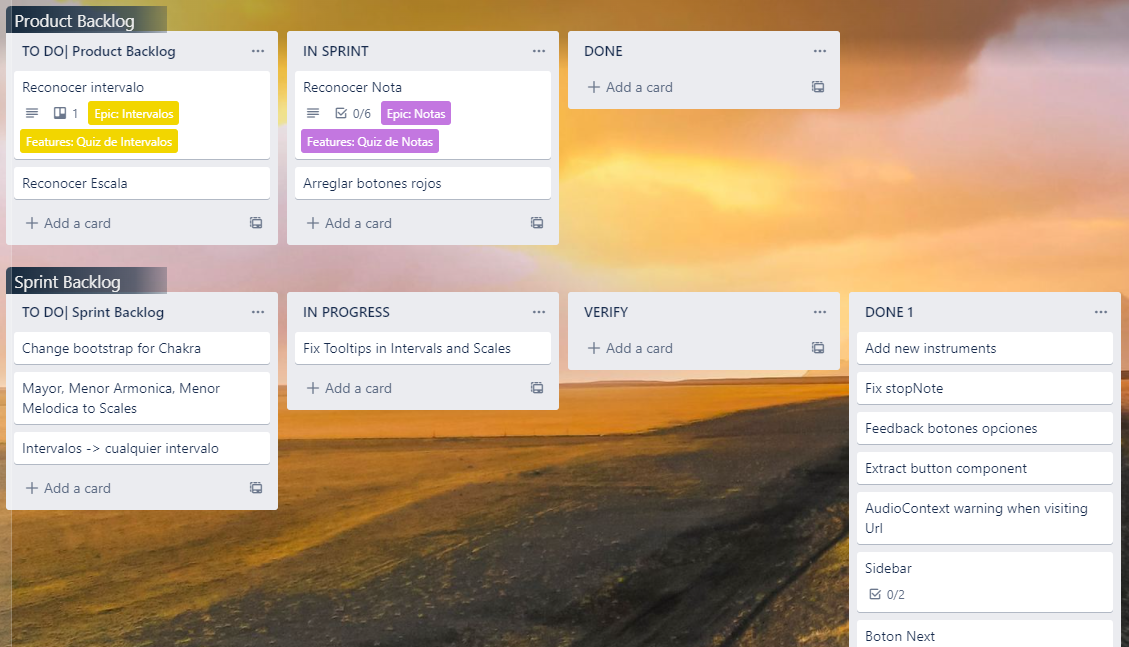 Product Backlog
TO DO| Product Backlog
Reconocer intervalo
1
Epic: Intervalos
Features: Quiz de Intervalos
Reconocer Escala
Add a card
IN SPRINT
Reconocer Nota
0/6
Epic: Notas
Features: Quiz de Notas
Arreglar botones rojos
Add a card
DONE
Add a card
Sprint Backlog
TO DO| Sprint Backlog
Change bootstrap for Chakra
Mayor, Menor Armonica, Menor
Melodica to Scales
Intervalos -> cualquier intervalo
Add a card
IN PROGRESS
Fix Tooltips in Intervals and Scales
Add a card
VERIFY
Add a card
DONE 1
Add new instruments
Fix stopNote
Feedback botones opciones
Extract button component
AudioContext warning when visiting
Url
Sidebar
0/2
Boton Next